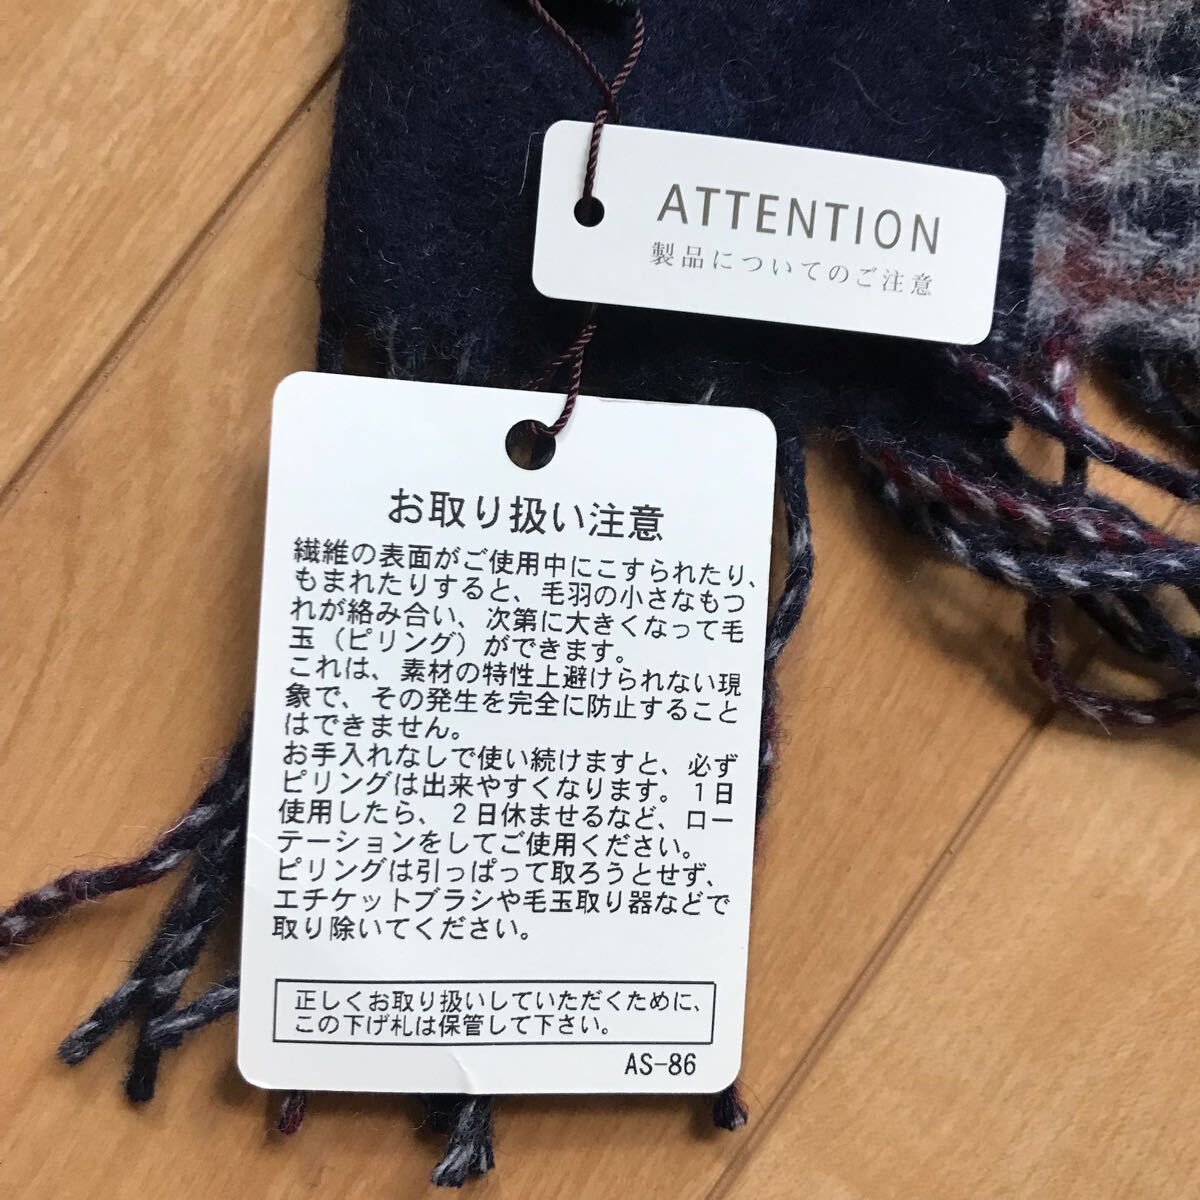 ATTENTION
製品についてのご注意
お取り扱い注意
繊維の表面がご使用中にこすられたり、
もまれたりすると、毛羽の小さなもつ
れが絡み合い、次第に大きくなって毛
玉（ピリング）ができます。
これは、素材の特性上避けられない現
象で、その発生を完全に防止すること
はできません。
お手入れなしで使い続けますと、必ず
ピリングは出来やすくなります。1日
使用したら、2日休ませるなど、ロー
テーションをしてご使用ください。
ピリングは引っぱって取ろうとせず、
エチケットブラシや毛玉取り器などで
取り除いてください。
正しくお取り扱いしていただくために、
この下げ札は保管して下さい。
AS-86